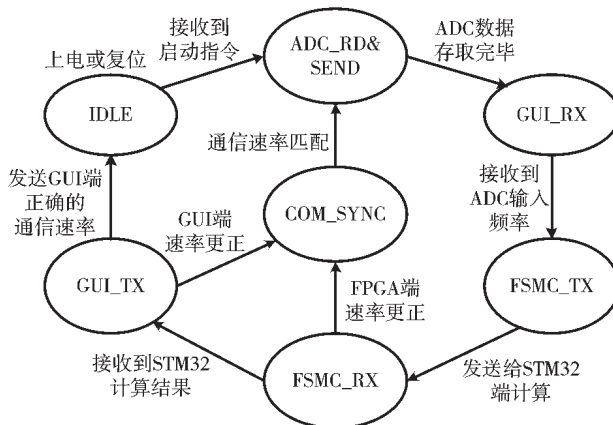 接收到
启动指令
ADC_RD&
SEND
ADC数据
存取完毕
上电或复位
IDLE
GUI_RX
通信速率匹配
发送GUI端
正确的
通信速率
接收到
ADC输入
频率
GUI端
速率更正
COM_SYNC
GUI_TX
FPGA端
速率更正
FSMC_TX
接收到STM32
计算结果
FSMC_RX
发送给STM32
端计算